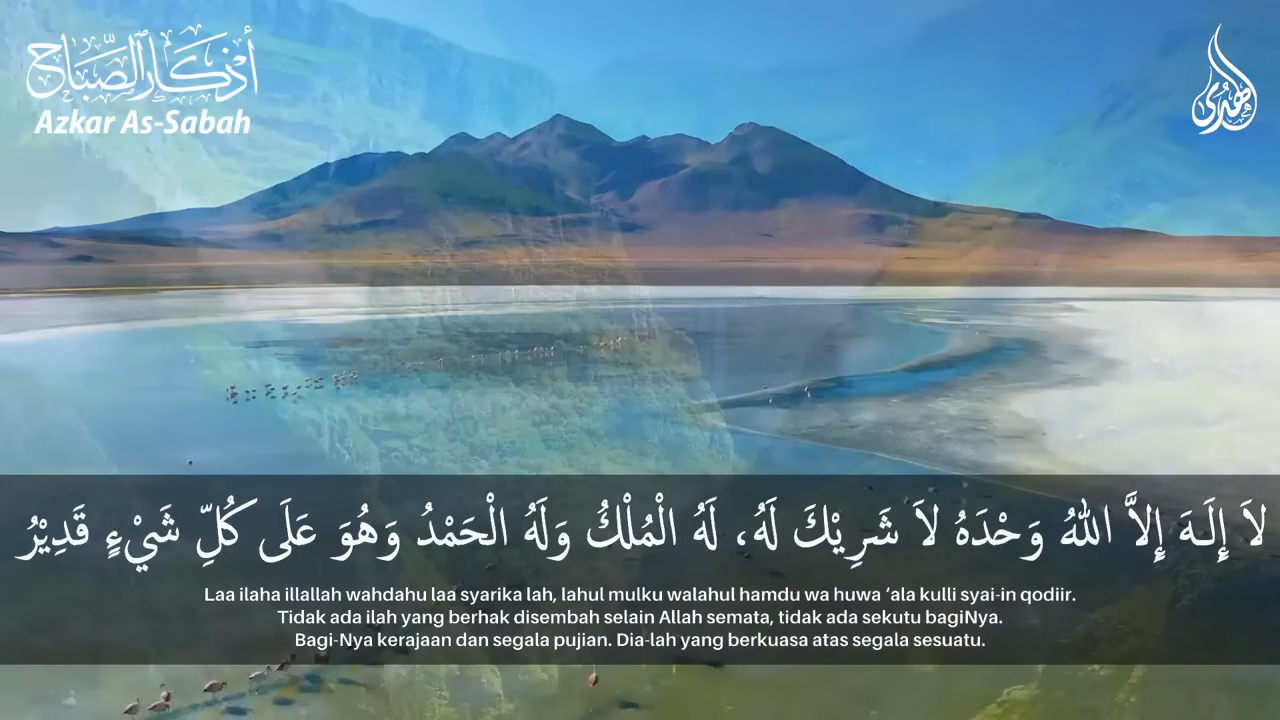 أذكار الصباح
Azkar As-Sabah
الهدى
لاَ إِلَـهَ إِلاَّ اللهُ وَحْدَهُ لاَ شَرِيْكَ لَهُ، لَهُ الْمُلْكُ وَلَهُ الْحَمْدُ وَهُوَ عَلَى كُلِّ شَيْءٍ قَدِيْرُ
Laa ilaha illallah wahdahu laa syarika lah, lahul mulku walahul hamdu wa huwa ‘ala kulli syai-in qodiir.
Tidak ada ilah yang berhak disembah selain Allah semata, tidak ada sekutu bagiNya.
Bagi-Nya kerajaan dan segala pujian. Dia-lah yang berkuasa atas segala sesuatu.